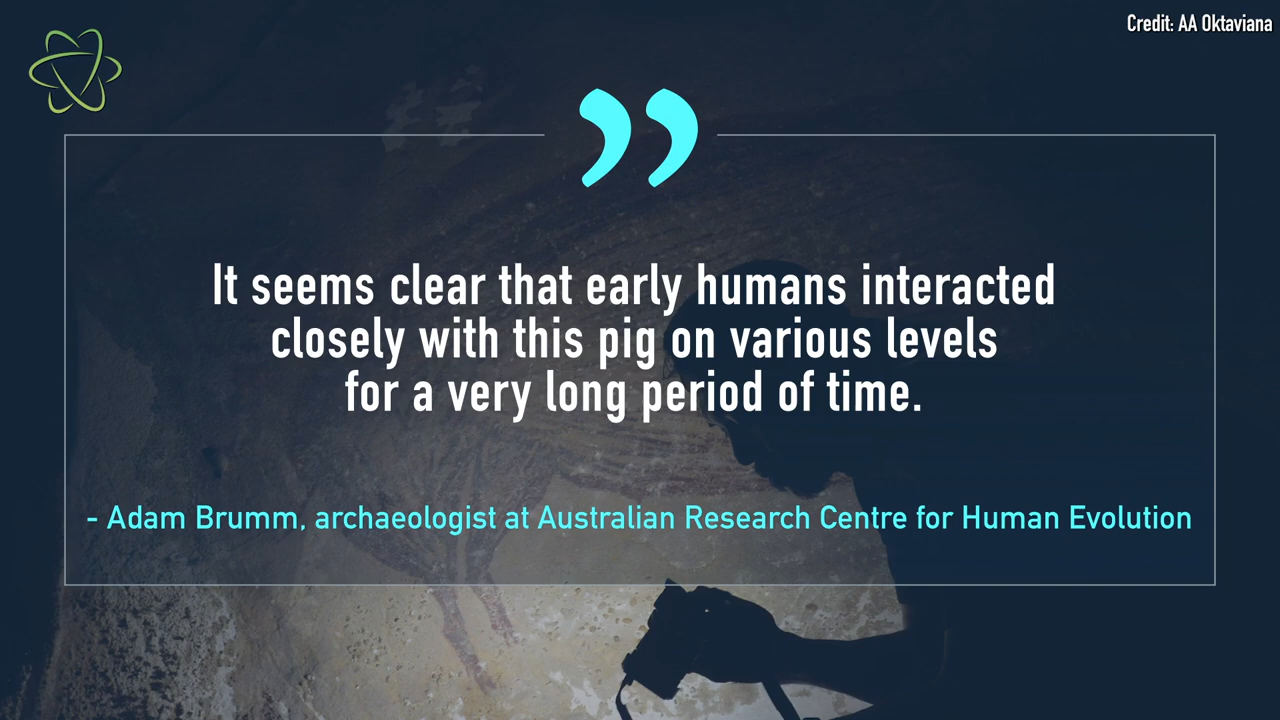 Credit: AA Oktaviana
”
It seems clear that early humans interacted
closely with this pig on various levels
for a very long period of time.
- Adam Brumm, archaeologist at Australian Research Centre for Human Evolution